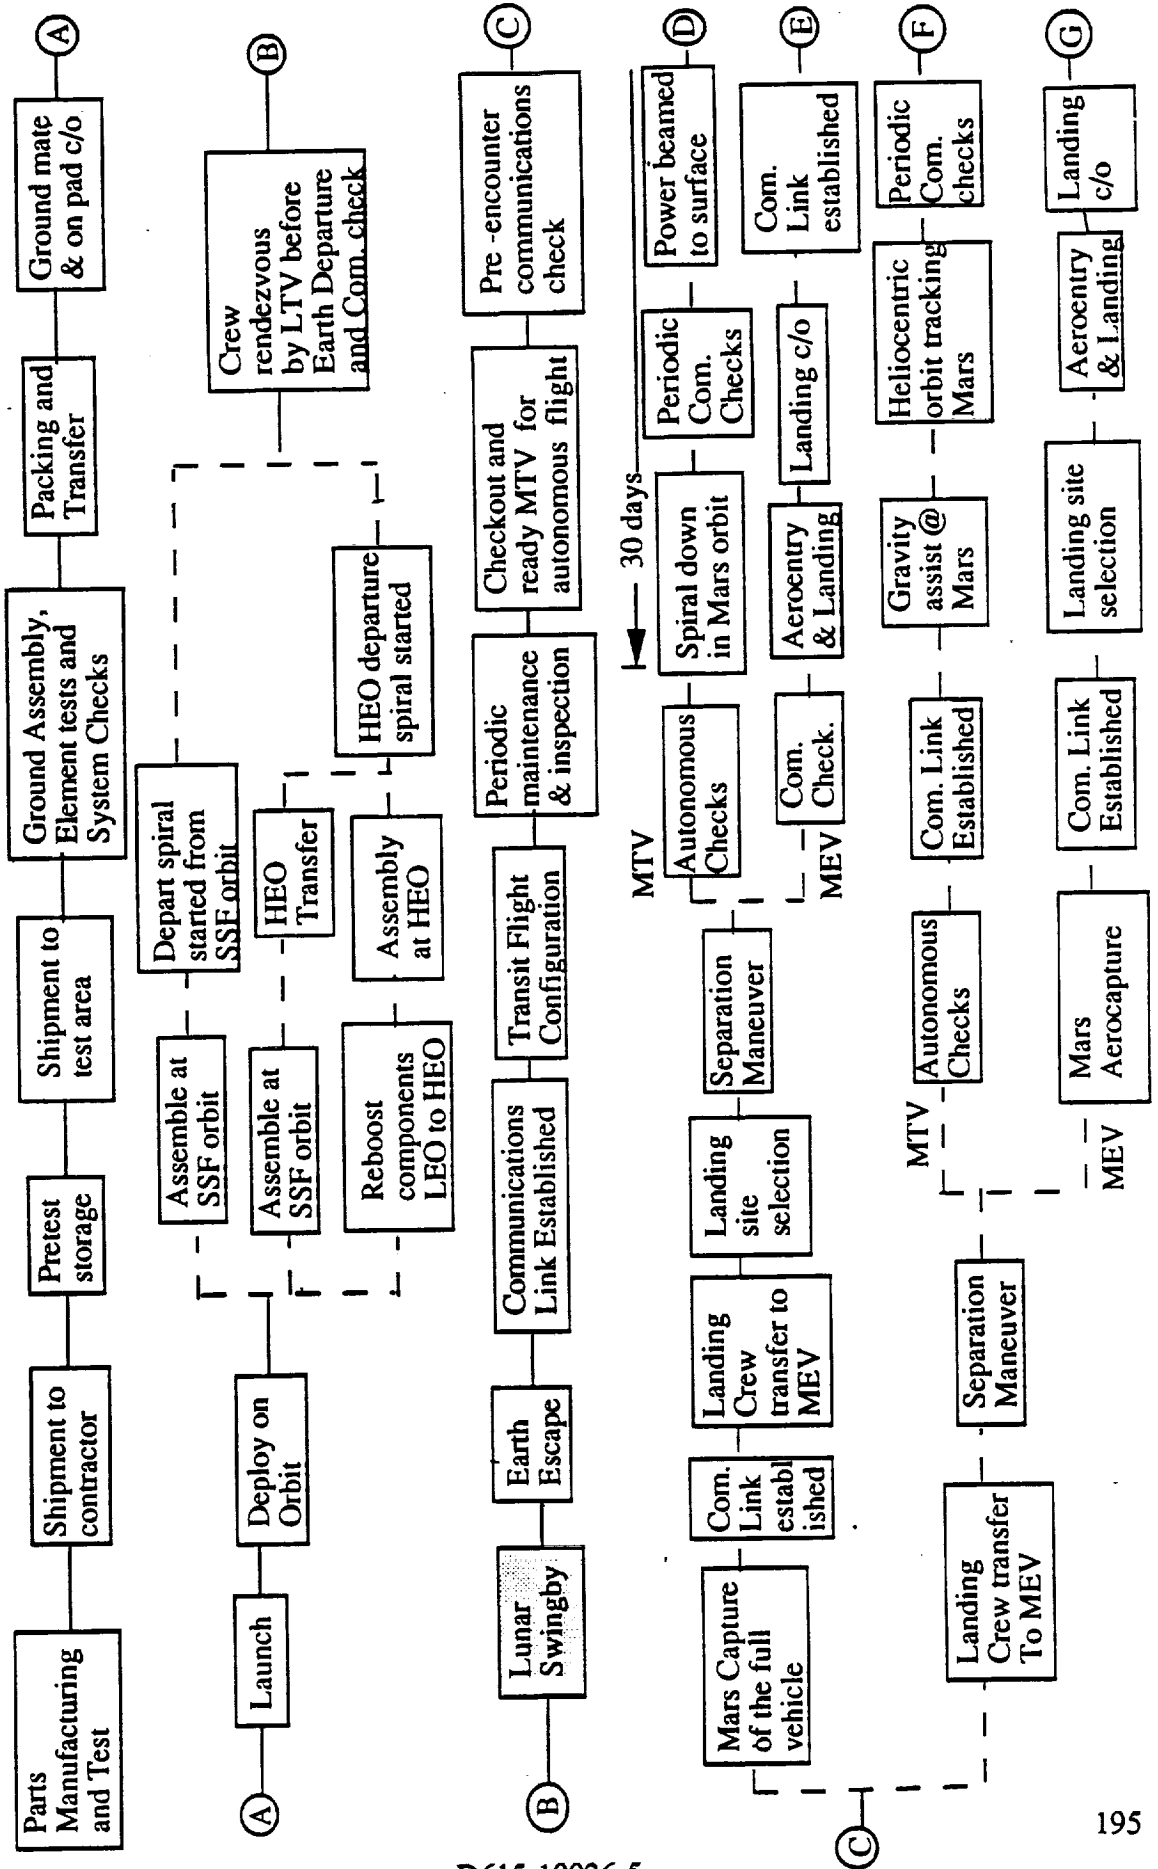 Parts
Manufacturing
and Test
Shipment to
contractor
Pretest
storage
Shipment to
test area
Ground Assembly,
Element tests and
System Checks
Packing and
Transfer
Ground mate
& on pad c/o
A
A
Launch
Deploy on
Orbit
Assemble at
SSF orbit
Depart spiral
started from
SSF orbit
Assemble at
SSF orbit
HEO
Transfer
Reboost
components
LEO to HEO
Assembly
at HEO
HEO departure
spiral started
Crew
rendezvous
by LTV before
Earth Departure
and Com. check
B
B
Lunar
Swingby
Earth
Escape
Communications
Link Established
Transit Flight
Configuration
Periodic
maintenance
& inspection
Checkout and
ready MTV for
autonomous flight
Pre -encounter
communications
check
C
C
Mars Capture
of the full
vehicle
Com.
Link
establ
ished
Landing
Crew
transfer to
MEV
Landing
site
selection
Separation
Maneuver
MTV
Autonomous
Checks
30 days
Spiral down
in Mars orbit
Periodic
Com.
Checks
Power beamed
to surface
D
MEV
Com.
Check.
Aeroentry
& Landing
Landing c/o
Com.
Link
established
E
Landing
Crew transfer
To MEV
Separation
Maneuver
MTV
Autonomous
Checks
Com. Link
Established
Gravity
assist @
Mars
Heliocentric
orbit tracking
Mars
Periodic
Com.
checks
F
MEV
Mars
Aerocapture
Com. Link
Established
Landing site
selection
Aeroentry
& Landing
Landing
c/o
G
195